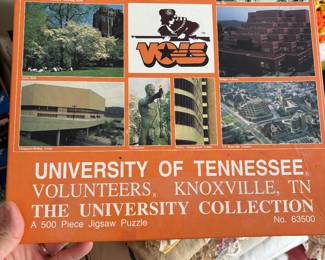 VOLS
UNIVERSITY OF TENNESSEE®
VOLUNTEERS® KNOXVILLE, TN
THE UNIVERSITY COLLECTION
A 500 Piece Jigsaw Puzzle No. 63500